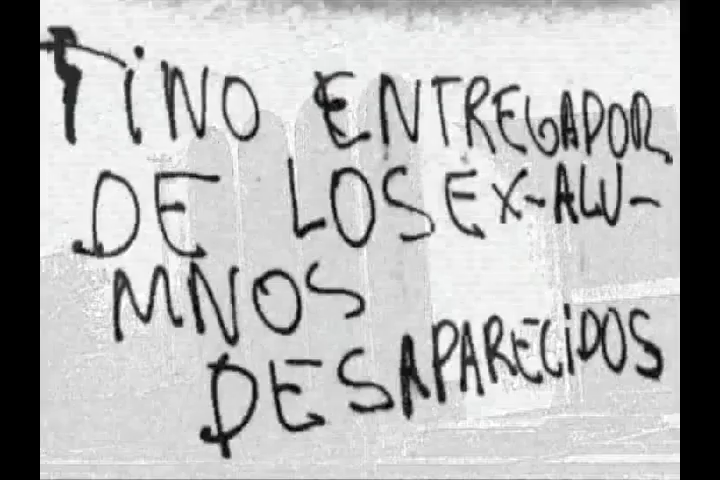 TiNO ENTREGADOR
DE LOS EX-ALU-
MNOS
DESAPARECiDOS